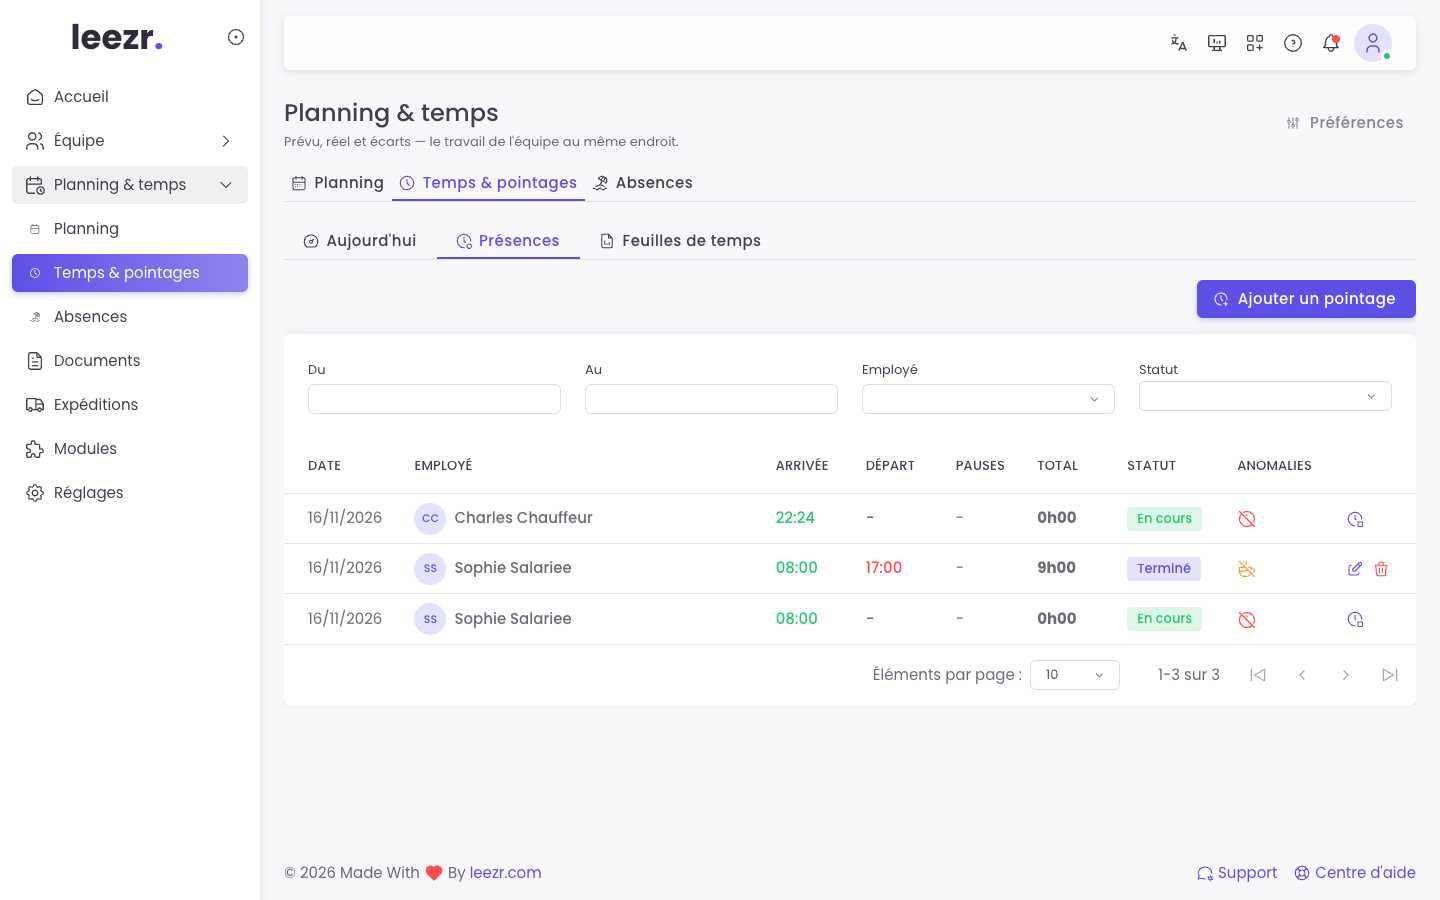 leezr.
Accueil
Équipe
Planning & temps
Planning
Temps & pointages
Absences
Documents
Expéditions
Modules
Réglages
Planning & temps
Prévu, réel et écarts — le travail de l'équipe au même endroit.
Préférences
Planning Temps & pointages Absences
Aujourd'hui Présences Feuilles de temps
Ajouter un pointage
Du Au Employé Statut
DATE EMPLOYÉ ARRIVÉE DÉPART PAUSES TOTAL STATUT ANOMALIES
16/11/2026 CC Charles Chauffeur 22:24 - - 0h00 En cours
16/11/2026 SS Sophie Salariee 08:00 17:00 - 9h00 Terminé
16/11/2026 SS Sophie Salariee 08:00 - - 0h00 En cours
Éléments par page : 10 1-3 sur 3
© 2026 Made With By leezr.com Support Centre d'aide